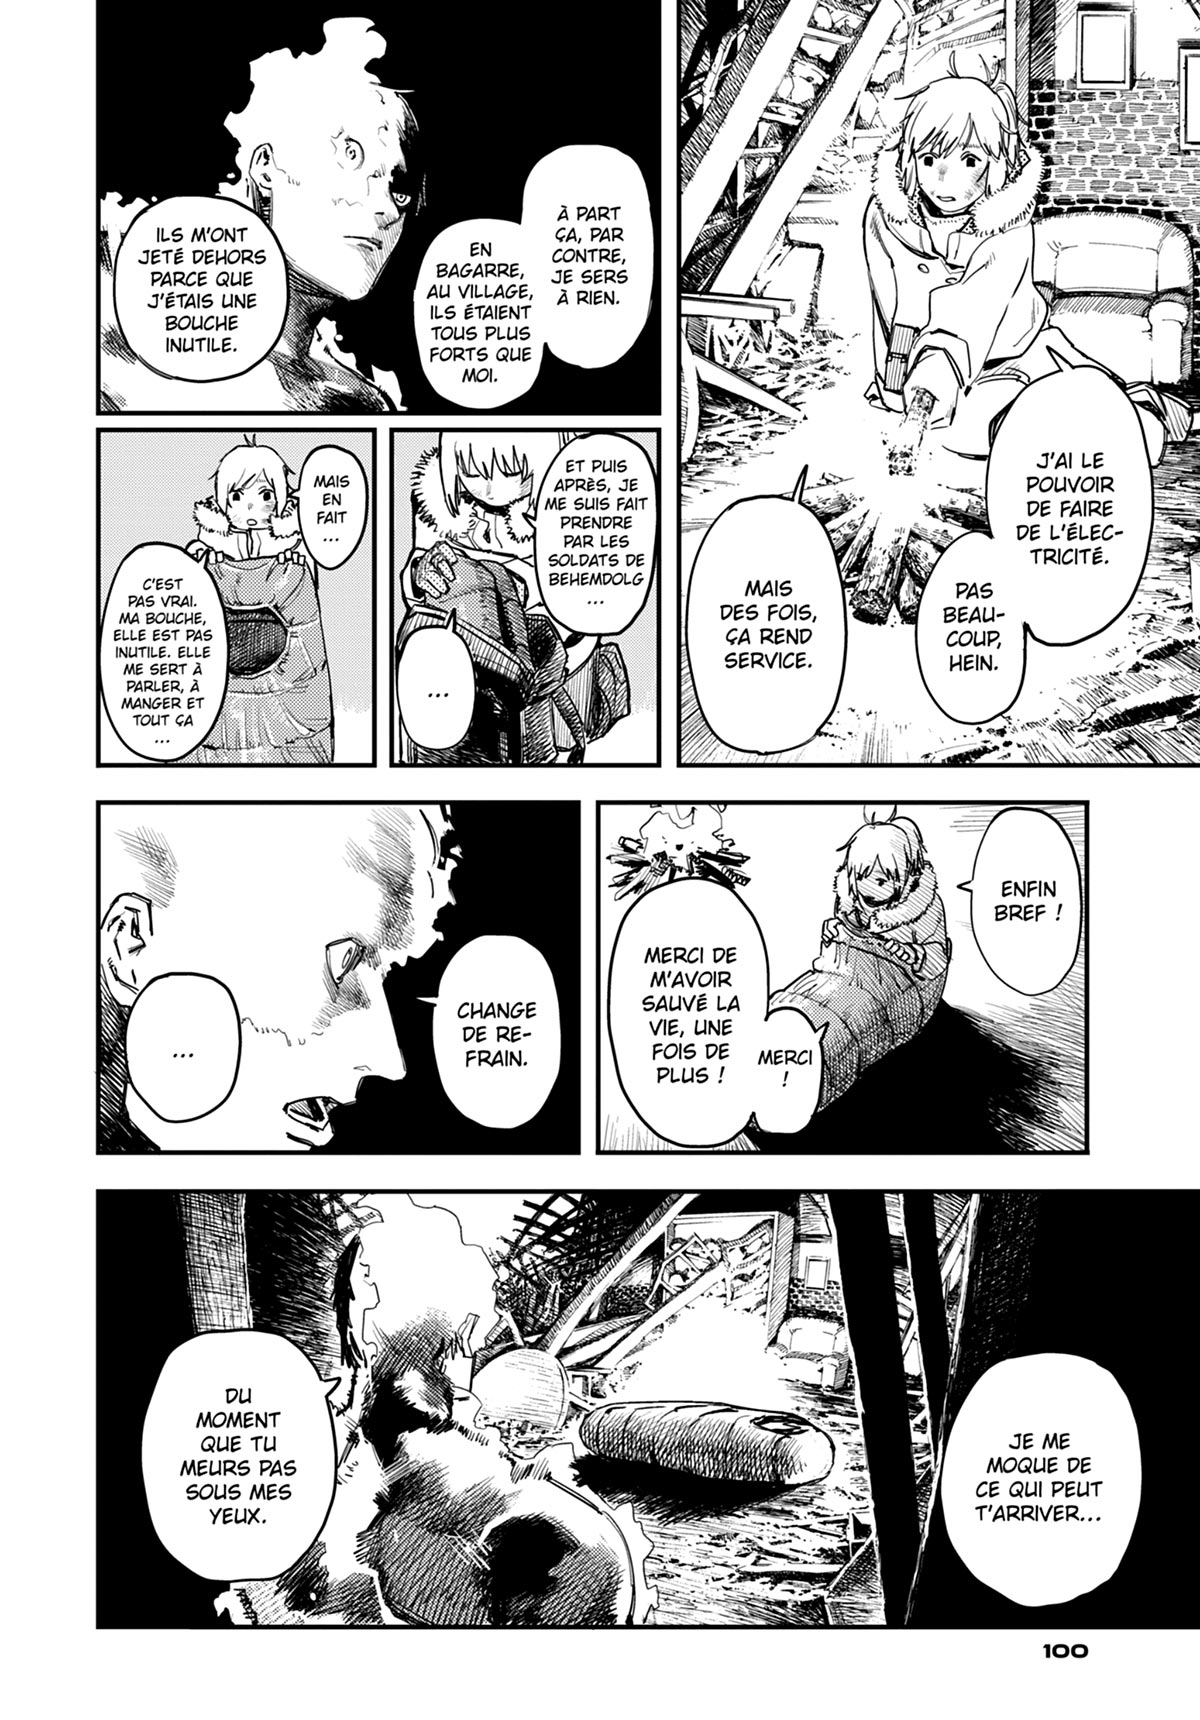 J'AI LE
POUVOIR
DE FAIRE
DE L'ÉLEC-
TRICITÉ.
PAS
BEAU-
COUP,
HEIN.
MAIS
DES FOIS,
ÇA REND
SERVICE.
À PART
ÇA, PAR
CONTRE,
JE SERS
À RIEN.
EN
BAGARRE,
AU VILLAGE,
ILS ÉTAIENT
TOUS PLUS
FORTS QUE
MOI.
ILS M'ONT
JETÉ DEHORS
PARCE QUE
J'ÉTAIS UNE
BOUCHE
INUTILE.
ET PUIS
APRÈS, JE
ME SUIS FAIT
PRENDRE
PAR LES
SOLDATS DE
BEHEMDOLG
...
...
MAIS
EN
FAIT
...
C'EST
PAS VRAI.
MA BOUCHE,
ELLE EST PAS
INUTILE. ELLE
ME SERT À
PARLER, À
MANGER ET
TOUT ÇA
...
ENFIN
BREF !
MERCI DE
M'AVOIR
SAUVÉ LA
VIE, UNE
FOIS DE
PLUS !
MERCI
!
CHANGE
DE RE-
FRAIN.
...
JE ME
MOQUE DE
CE QUI PEUT
T'ARRIVER...
DU
MOMENT
QUE TU
MEURS PAS
SOUS MES
YEUX.
100